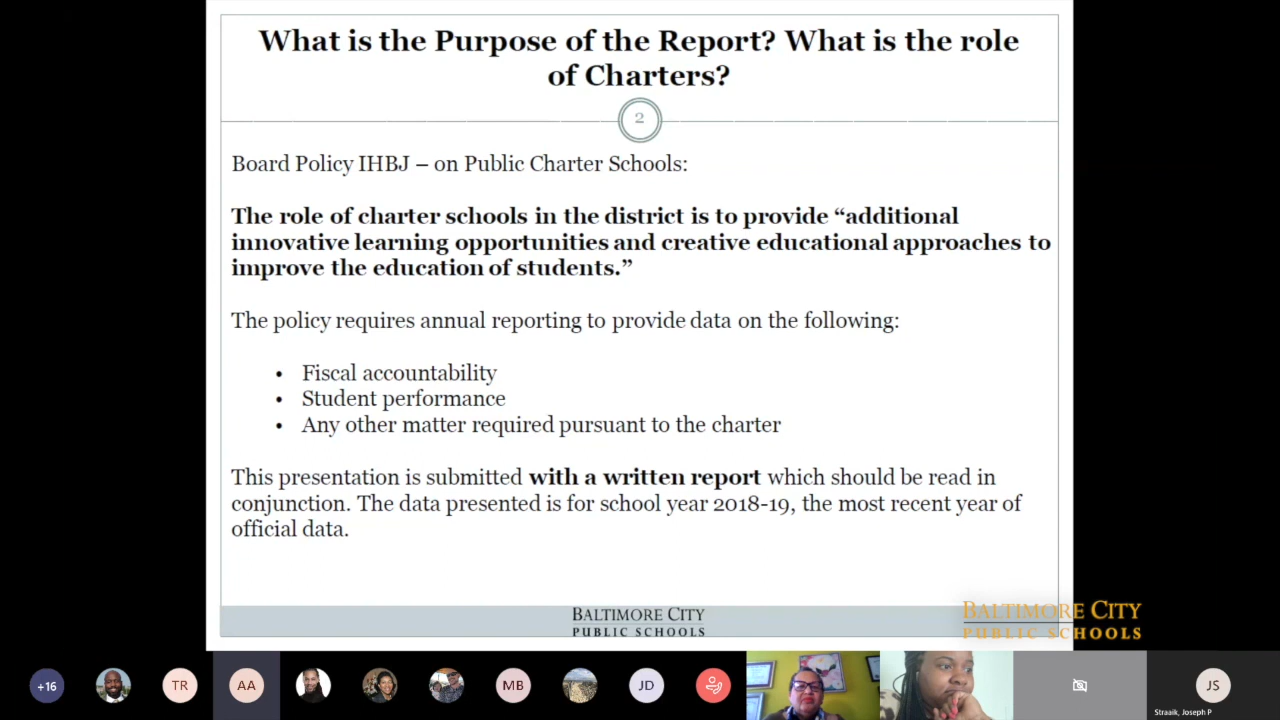 What is the Purpose of the Report? What is the role
of Charters?
2
Board Policy IHBJ – on Public Charter Schools:
The role of charter schools in the district is to provide “additional
innovative learning opportunities and creative educational approaches to
improve the education of students.”
The policy requires annual reporting to provide data on the following:
• Fiscal accountability
• Student performance
• Any other matter required pursuant to the charter
This presentation is submitted with a written report which should be read in
conjunction. The data presented is for school year 2018-19, the most recent year of
official data.
BALTIMORE CITY
PUBLIC SCHOOLS
BALTIMORE CITY
PUBLIC SCHOOLS
+16
TR
AA
MB
JD
JS
Straaik, Joseph P